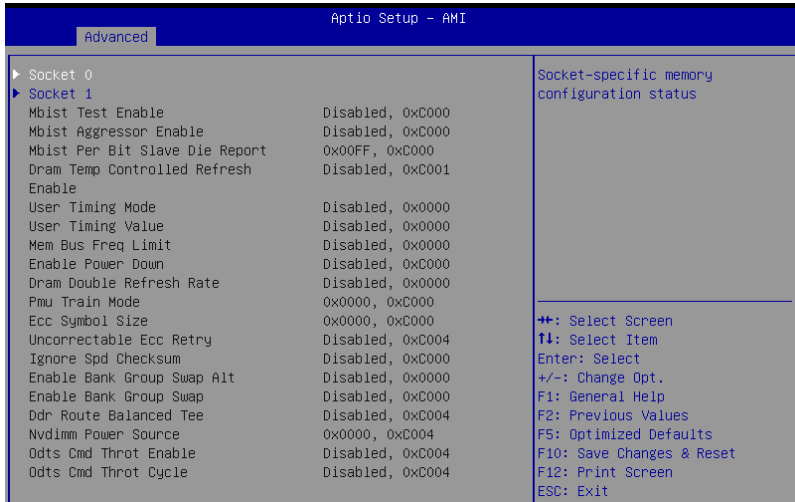 Aptio Setup – AMI
Advanced
▶ Socket 0
▶ Socket 1
Mbist Test Enable Disabled, 0xC000
Mbist Aggressor Enable Disabled, 0xC000
Mbist Per Bit Slave Die Report 0x00FF, 0xC000
Dram Temp Controlled Refresh Disabled, 0xC001
Enable
User Timing Mode Disabled, 0x0000
User Timing Value Disabled, 0x0000
Mem Bus Freq Limit Disabled, 0x0000
Enable Power Down Disabled, 0xC000
Dram Double Refresh Rate Disabled, 0x0000
Pmu Train Mode 0x0000, 0xC000
Ecc Symbol Size 0x0000, 0xC000
Uncorrectable Ecc Retry Disabled, 0xC004
Ignore Spd Checksum Disabled, 0xC000
Enable Bank Group Swap Alt Disabled, 0x0000
Enable Bank Group Swap Disabled, 0xC000
Ddr Route Balanced Tee Disabled, 0xC004
Nvdimm Power Source 0x0000, 0xC004
Odts Cmd Throt Enable Disabled, 0xC004
Odts Cmd Throt Cycle Disabled, 0xC004
Socket-specific memory
configuration status
→←: Select Screen
↑↓: Select Item
Enter: Select
+/-: Change Opt.
F1: General Help
F2: Previous Values
F5: Optimized Defaults
F10: Save Changes & Reset
F12: Print Screen
ESC: Exit